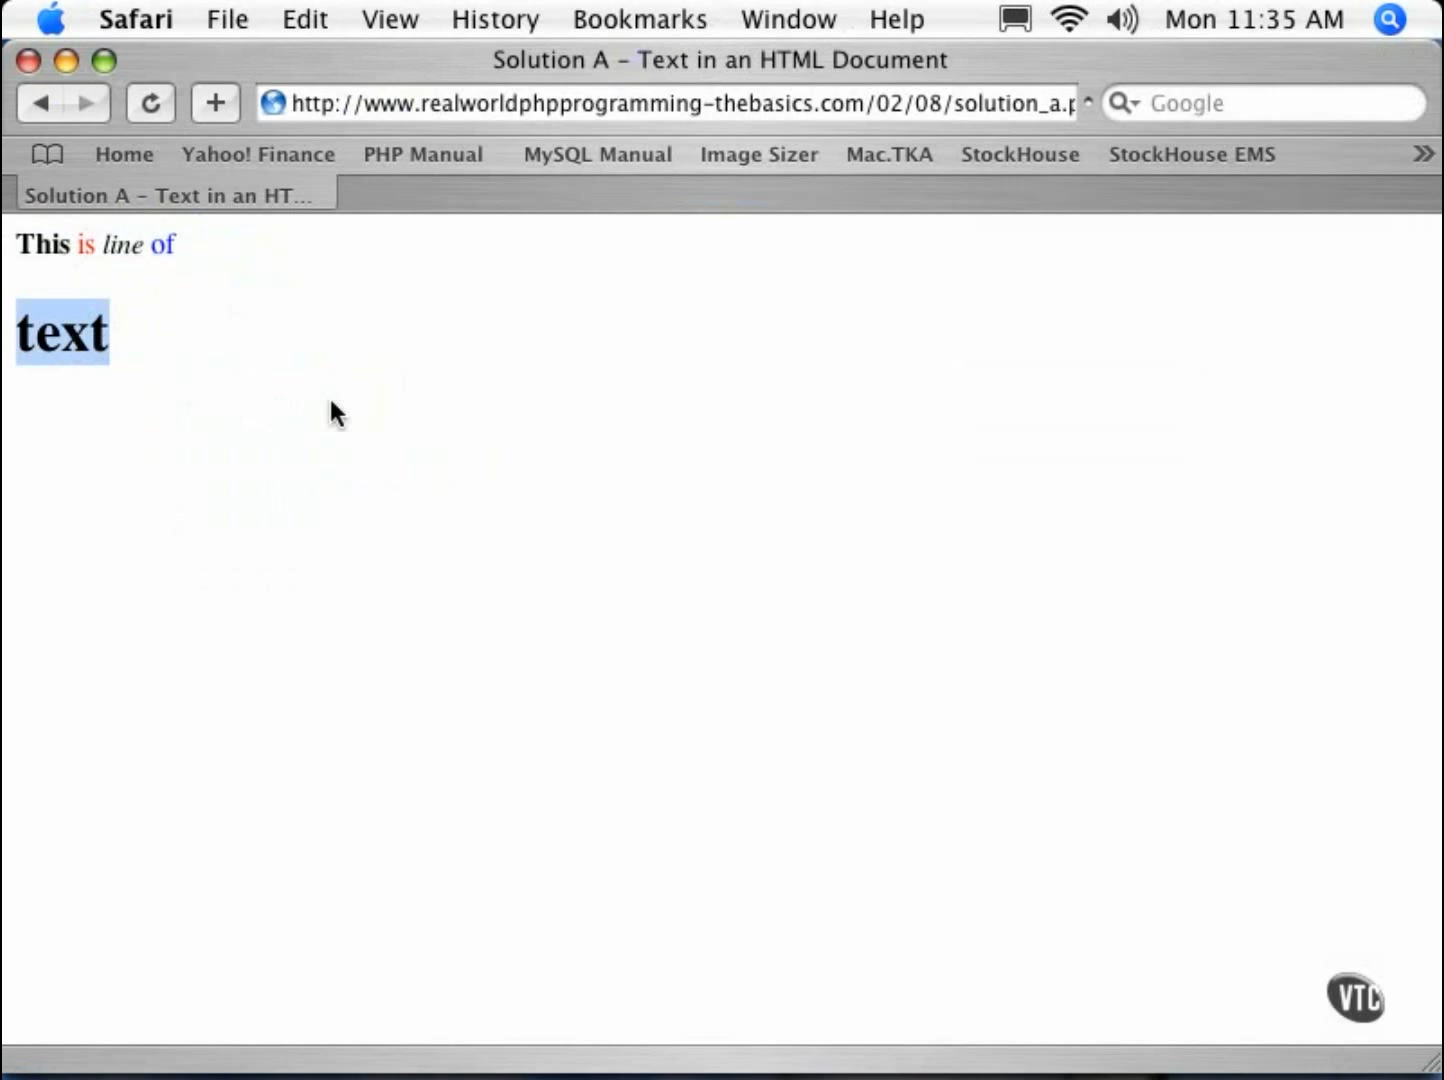 Safari File Edit View History Bookmarks Window Help Mon 11:35 AM
Solution A – Text in an HTML Document
http://www.realworldphpprogramming-thebasics.com/02/08/solution_a.p Google
Home Yahoo! Finance PHP Manual MySQL Manual Image Sizer Mac.TKA StockHouse StockHouse EMS »
Solution A – Text in an HT...
This is line of
text
VTC